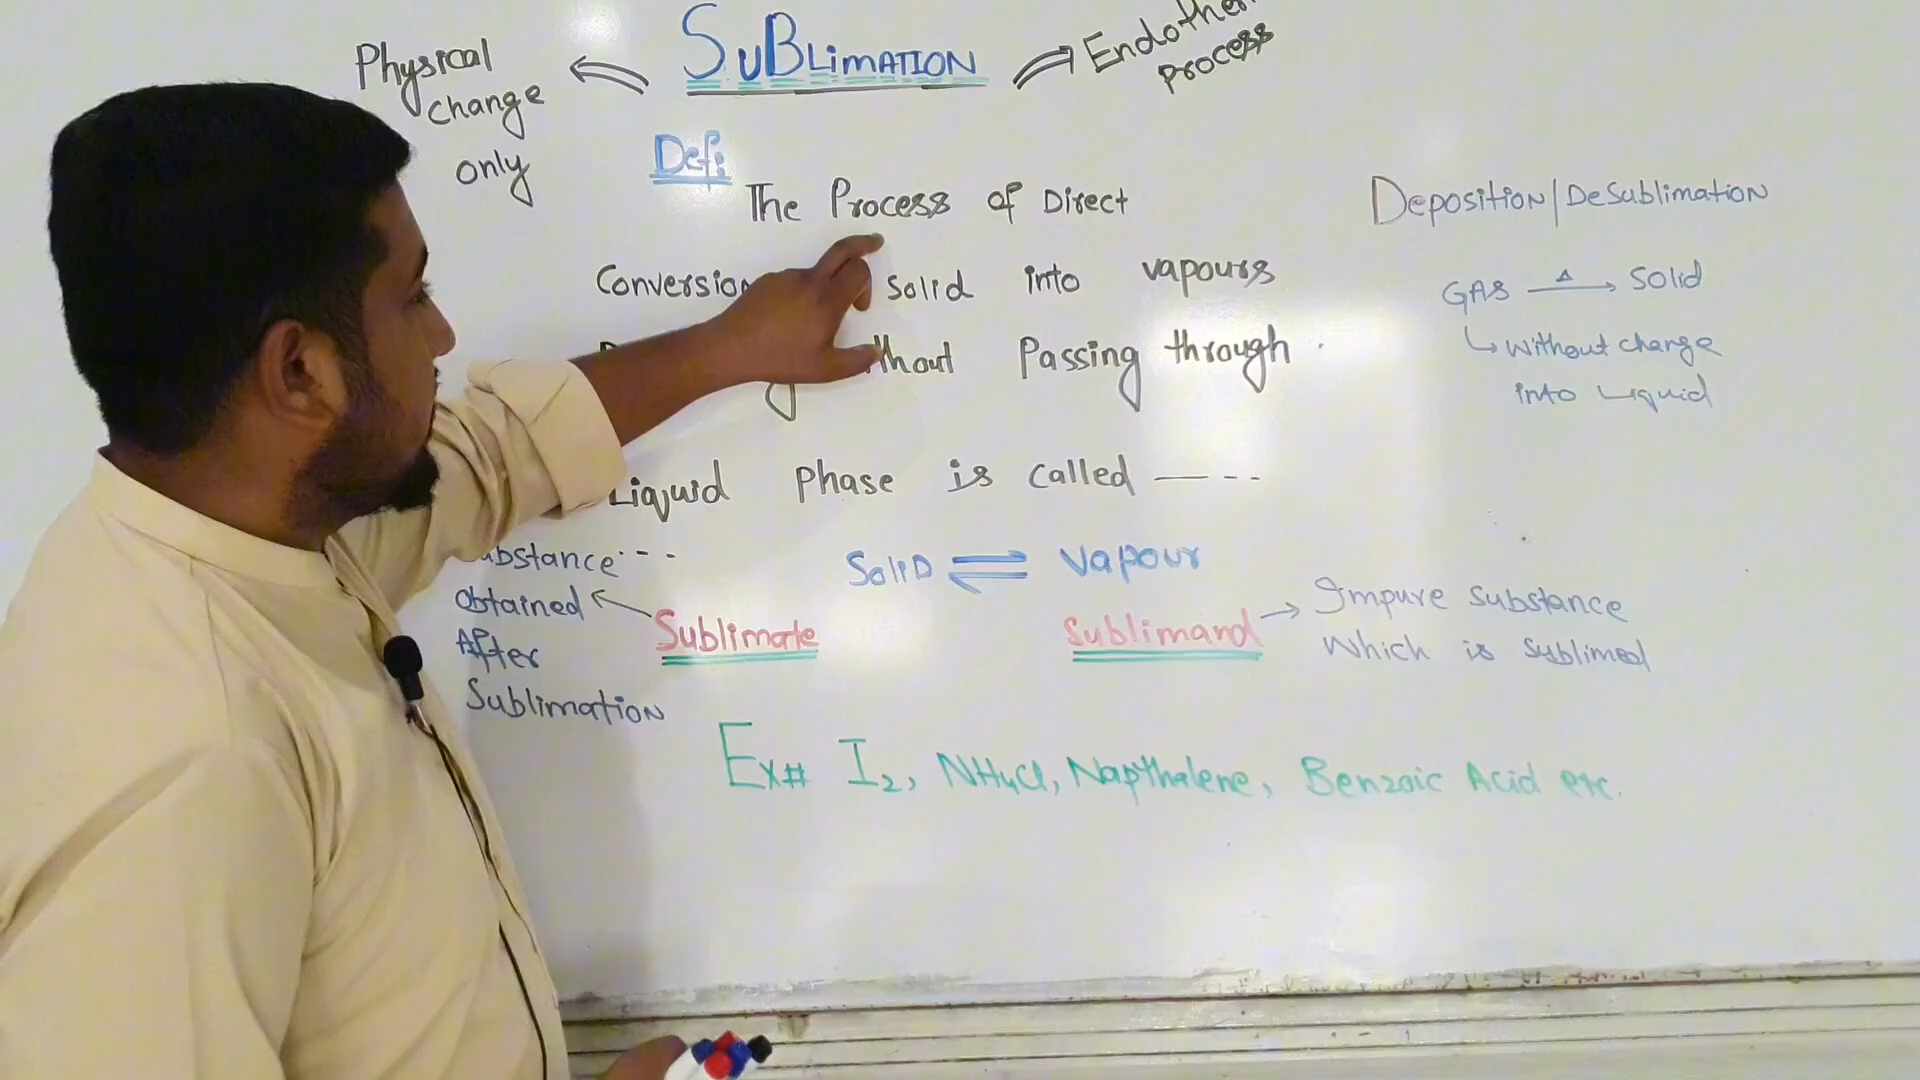 SUBLIMATION
Physical
change
only
process
Def:
The Process of Direct
Conversion Solid into vapours
Passing through
Liquid phase is called — - - -
Solid ⇌ Vapour
Substance - - -
Obtained
After
Sublimation
Sublimate
Sublimand → Impure substance
Which is sublimed
Ex# I₂, NH₄Cl, Napthalene, Benzoic Acid etc.
Deposition/DeSublimation
GAS —Δ→ Solid
↳ Without change
into Liquid